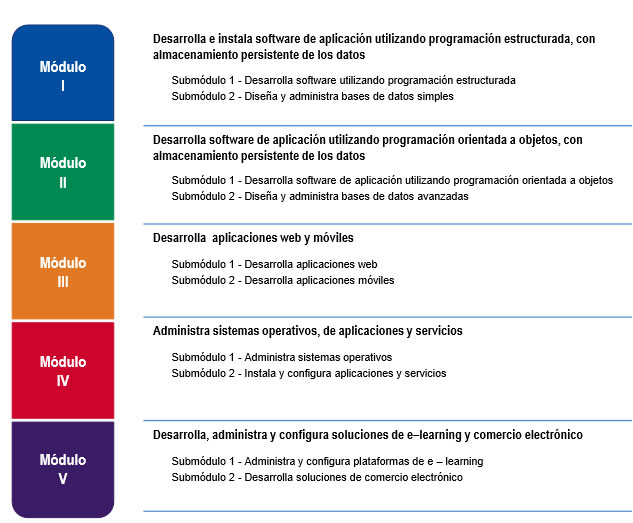 Módulo
I
Desarrolla e instala software de aplicación utilizando programación estructurada, con
almacenamiento persistente de los datos
Submódulo 1 - Desarrolla software utilizando programación estructurada
Submódulo 2 - Diseña y administra bases de datos simples
Módulo
II
Desarrolla software de aplicación utilizando programación orientada a objetos, con
almacenamiento persistente de los datos
Submódulo 1 - Desarrolla software de aplicación utilizando programación orientada a objetos
Submódulo 2 - Diseña y administra bases de datos avanzadas
Módulo
III
Desarrolla aplicaciones web y móviles
Submódulo 1 - Desarrolla aplicaciones web
Submódulo 2 - Desarrolla aplicaciones móviles
Módulo
IV
Administra sistemas operativos, de aplicaciones y servicios
Submódulo 1 - Administra sistemas operativos
Submódulo 2 - Instala y configura aplicaciones y servicios
Módulo
V
Desarrolla, administra y configura soluciones de e–learning y comercio electrónico
Submódulo 1 - Administra y configura plataformas de e – learning
Submódulo 2 - Desarrolla soluciones de comercio electrónico